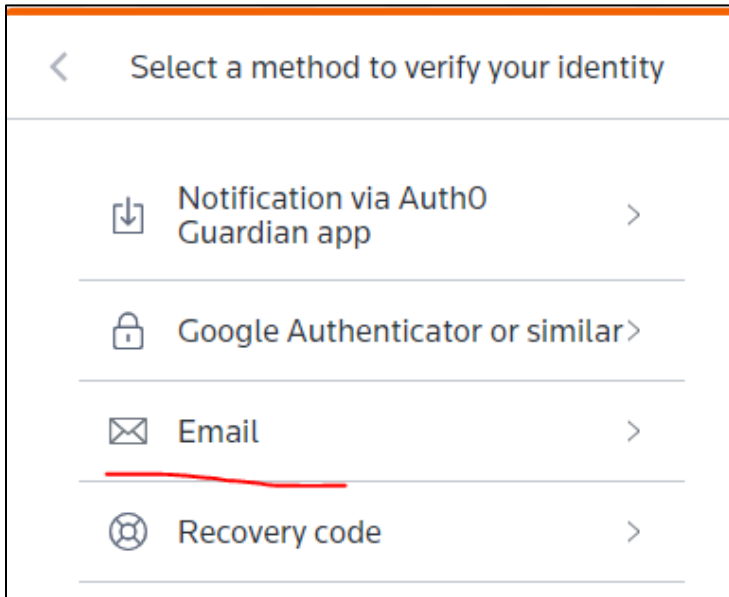 Select a method to verify your identity
Notification via Auth0
Guardian app
Google Authenticator or similar
Email
Recovery code